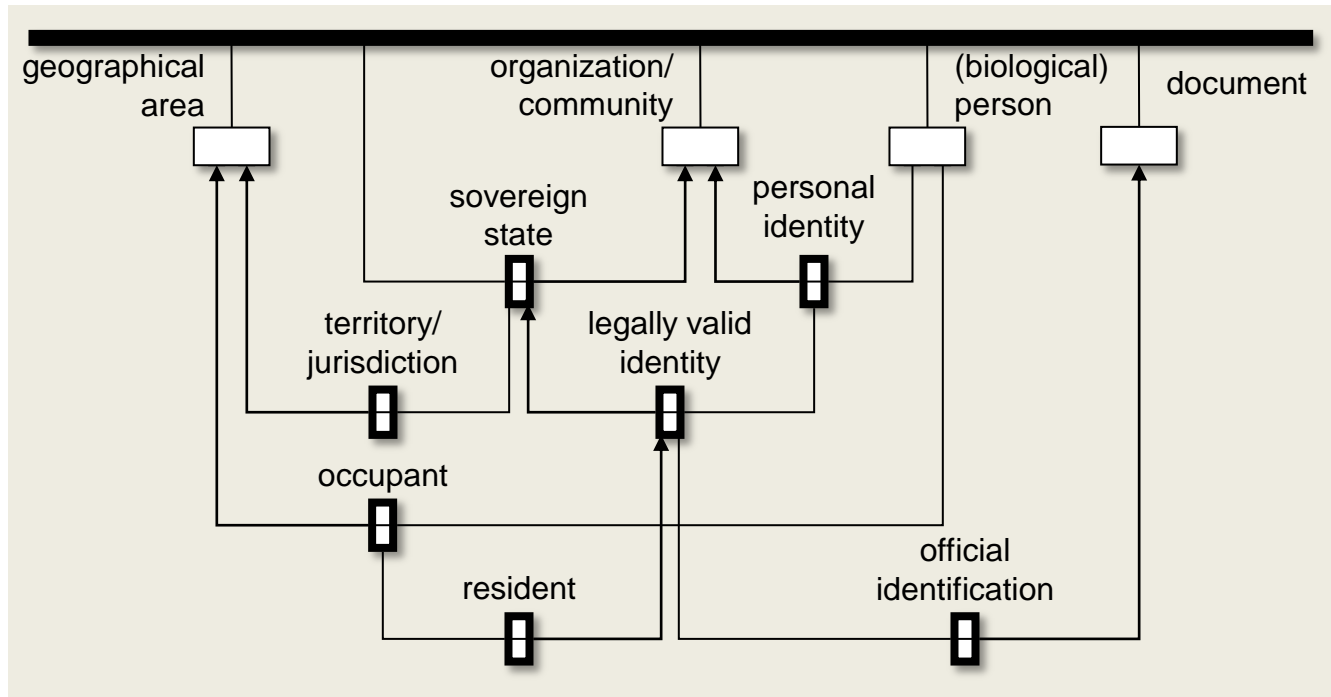 geographical
area
organization/
community
(biological)
person
document
sovereign
state
personal
identity
territory/
jurisdiction
legally valid
identity
occupant
official
identification
resident